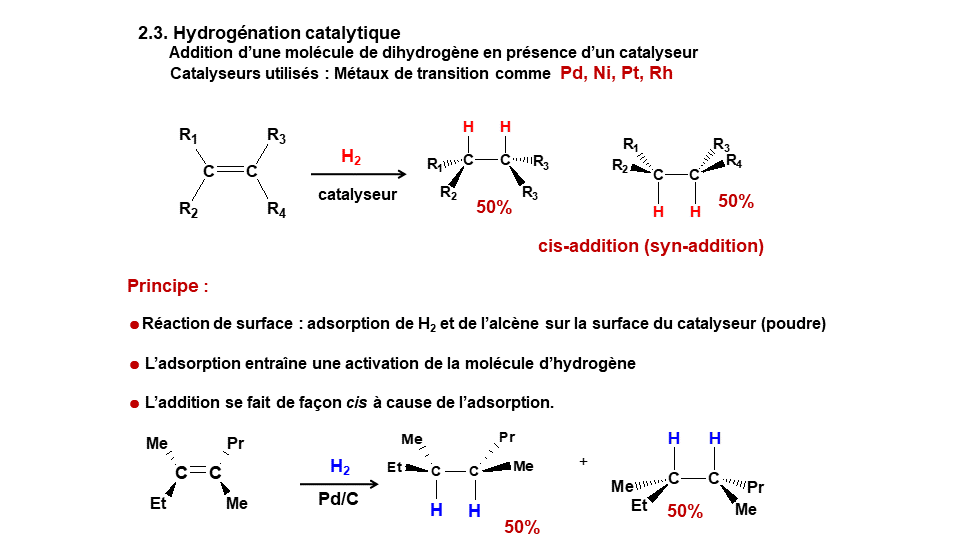 2.3. Hydrogénation catalytique
Addition d'une molécule de dihydrogène en présence d'un catalyseur
Catalyseurs utilisés : Métaux de transition comme Pd, Ni, Pt, Rh
R1 R3
C C
R2 R4
H2
catalyseur
H H
R1 C C R3
R2 R3
50%
R1 R3
R2 C C R4
H H
50%
cis-addition (syn-addition)
Principe :
● Réaction de surface : adsorption de H2 et de l'alcène sur la surface du catalyseur (poudre)
● L'adsorption entraîne une activation de la molécule d'hydrogène
● L'addition se fait de façon cis à cause de l'adsorption.
Me Pr
C C
Et Me
H2
Pd/C
Me Pr
Et C C Me
H H
50%
+
H H
Me C C Pr
Et Me
50%